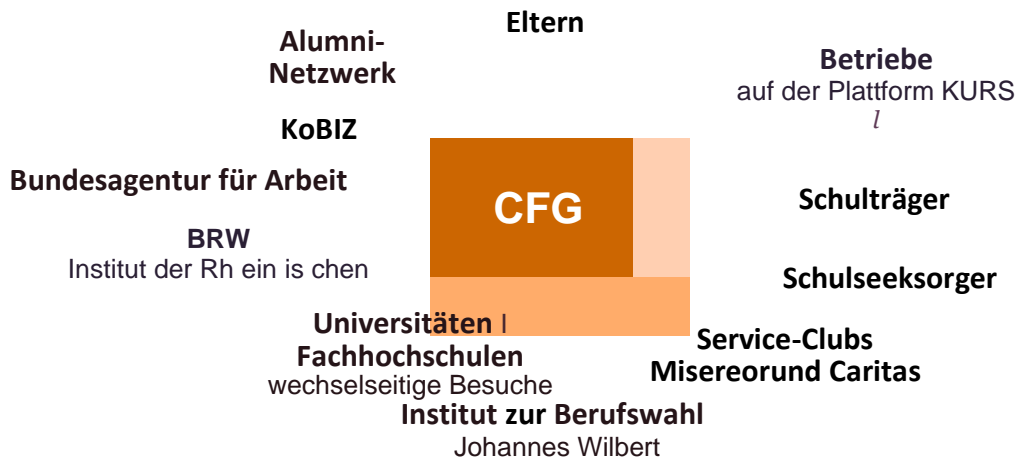 Eltern
Alumni-
Netzwerk
Betriebe
auf der Plattform KURS
l
KoBIZ
Bundesagentur für Arbeit
CFG
Schulträger
BRW
Institut der Rh ein is chen
Schulseeksorger
Universitäten l
Fachhochschulen
wechselseitige Besuche
Service-Clubs
Misereorund Caritas
Institut zur Berufswahl
Johannes Wilbert